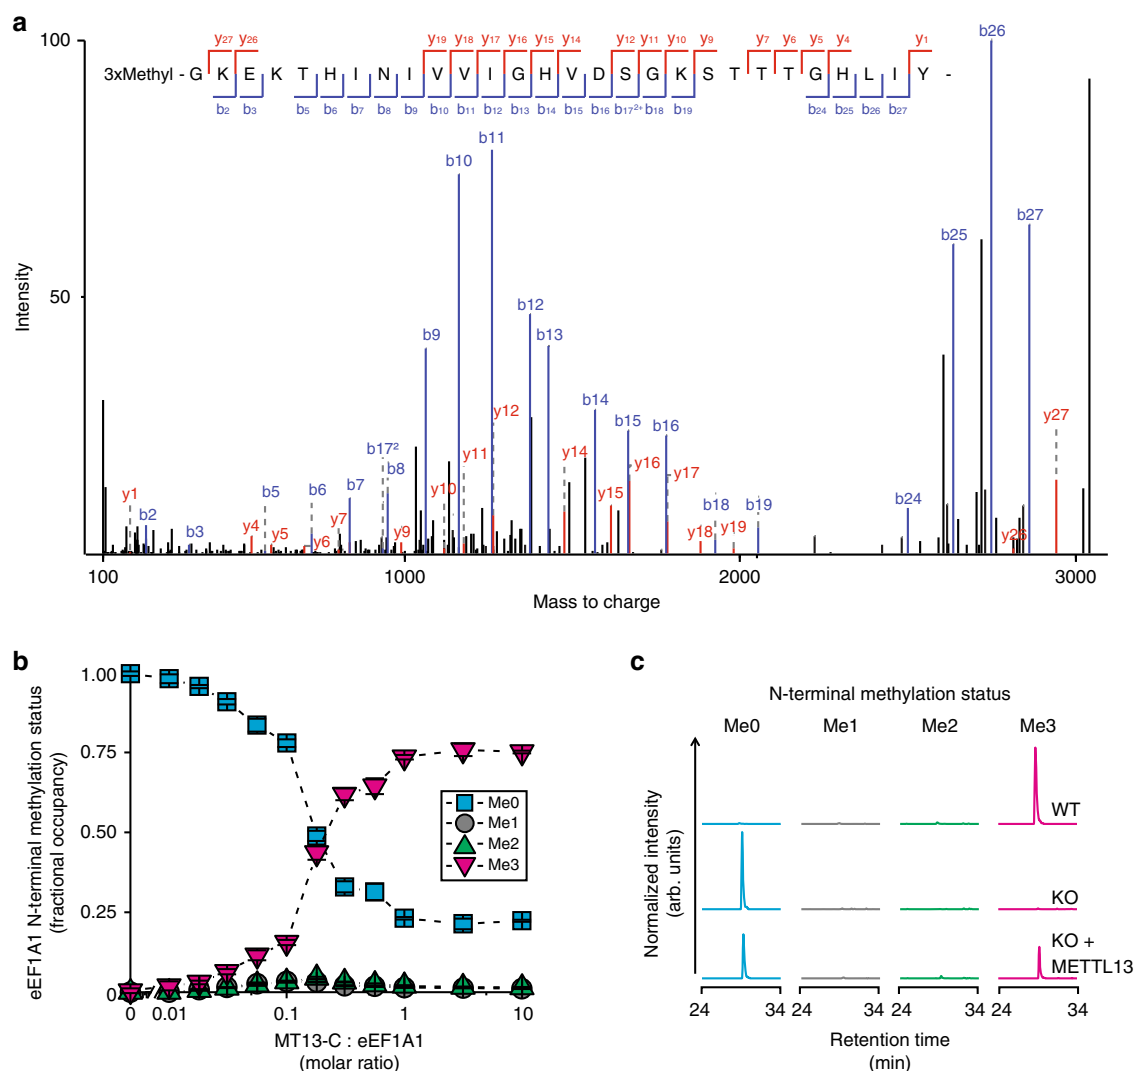 a
100
50
Intensity
y27 y26 y19 y18 y17 y16 y15 y14 y12 y11 y10 y9 y7 y6 y5 y4 y1
3xMethyl - G K E K T H I N I V V I G H V D S G K S T T T G H L I Y -
b2 b3 b5 b6 b7 b8 b9 b10 b11 b12 b13 b14 b15 b16 b17²⁺ b18 b19 b24 b25 b26 b27
b26
b11
b10
b27
b25
b12
b9
b13
b14
y12
y27
b15
b16
b17²
b8
y11
y14
y16
y17
y1
b2
b3
b5
b6
b7
y4
y5
y6
y7
y9
y10
y15
b18
b19
y18
y19
b24
y26
100 1000 2000 3000
Mass to charge
b
eEF1A1 N-terminal methylation status
(fractional occupancy)
1.00
0.75
0.50
0.25
0
Me0
Me1
Me2
Me3
0 0.01 0.1 1 10
MT13-C : eEF1A1
(molar ratio)
c
N-terminal methylation status
Me0 Me1 Me2 Me3
Normalized intensity
(arb. units)
WT
KO
KO +
METTL13
24 34 24 34
Retention time
(min)